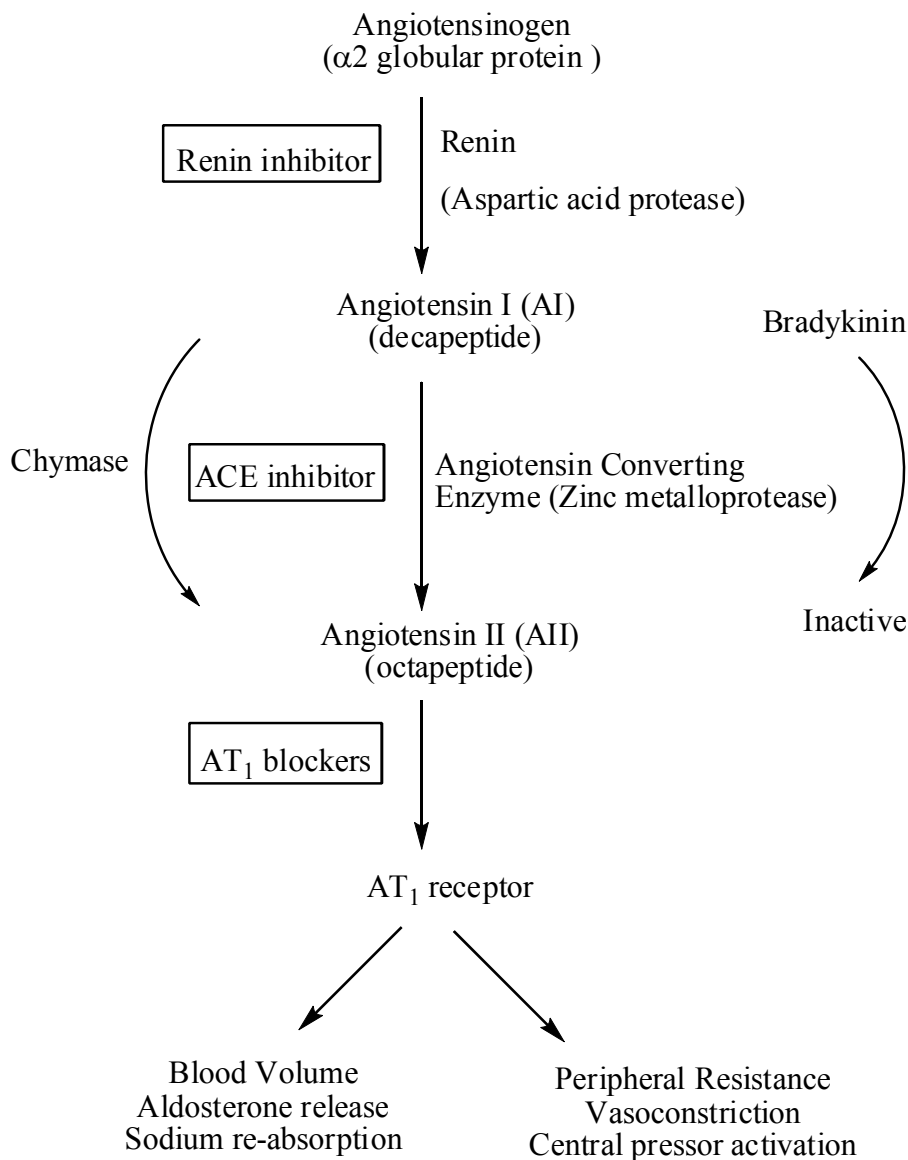 Angiotensinogen
(α2 globular protein )
Renin inhibitor
Renin
(Aspartic acid protease)
Angiotensin I (AI)
(decapeptide)
Bradykinin
Chymase
ACE inhibitor
Angiotensin Converting
Enzyme (Zinc metalloprotease)
Angiotensin II (AII)
(octapeptide)
Inactive
AT₁ blockers
AT₁ receptor
Blood Volume
Aldosterone release
Sodium re-absorption
Peripheral Resistance
Vasoconstriction
Central pressor activation